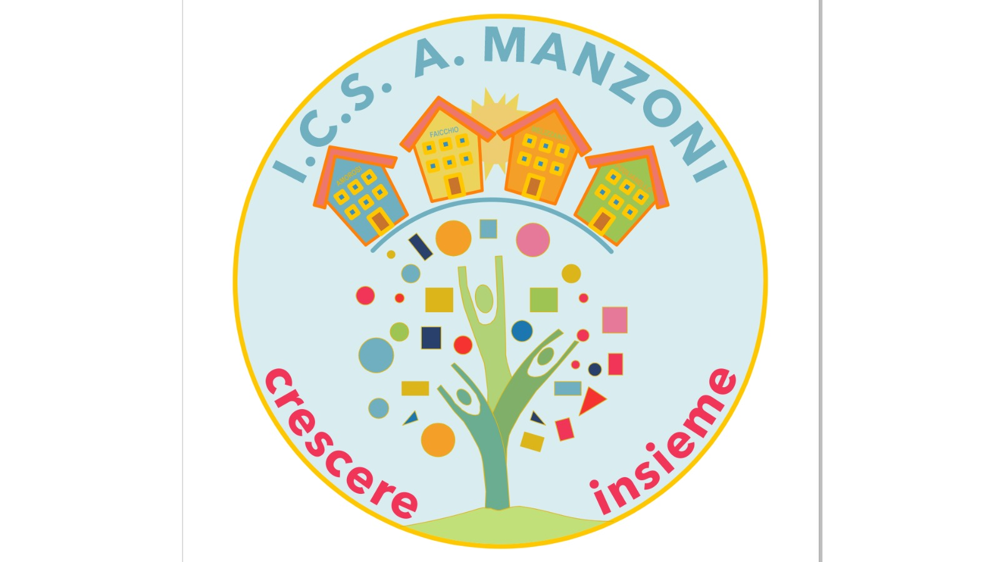 I.C.S. A. MANZONI
AMOROSI
FAICCHIO
crescere
insieme